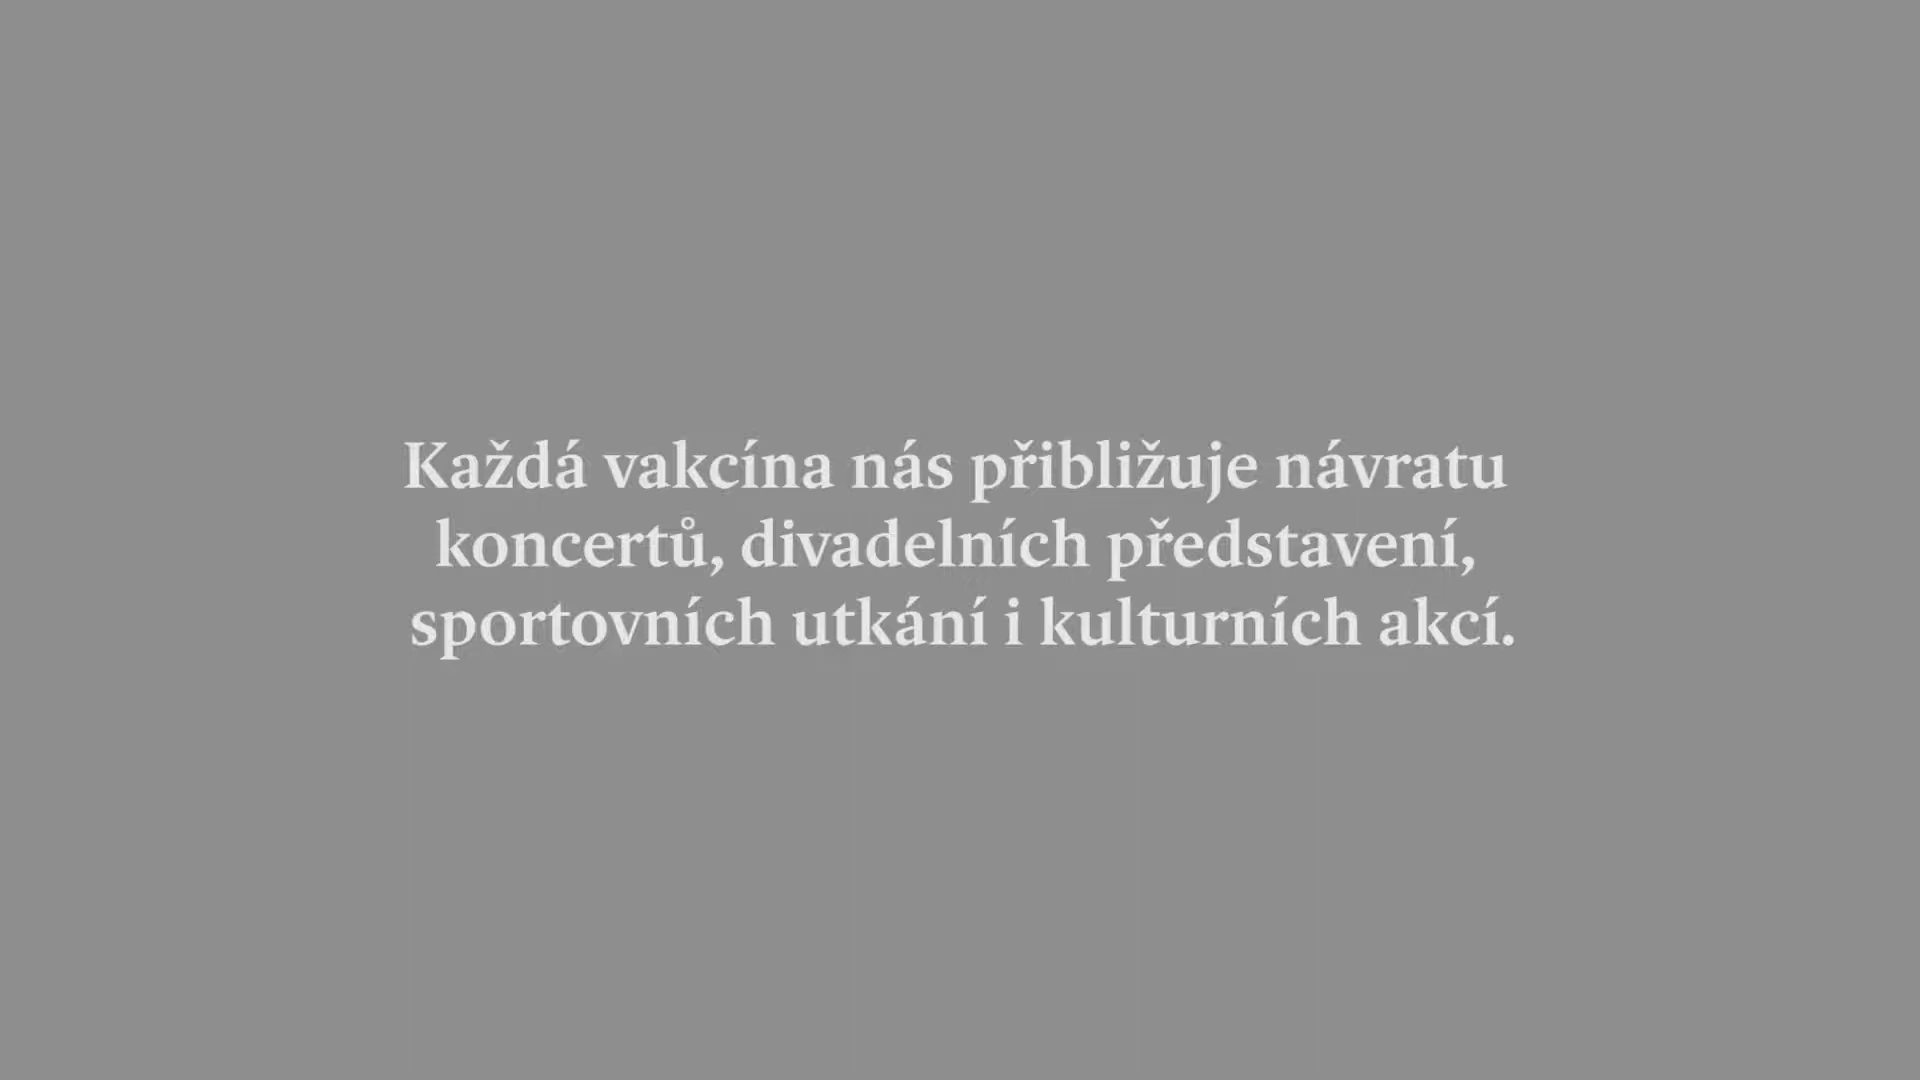 Každá vakcína nás přibližuje návratu
koncertů, divadelních představení,
sportovních utkání i kulturních akcí.